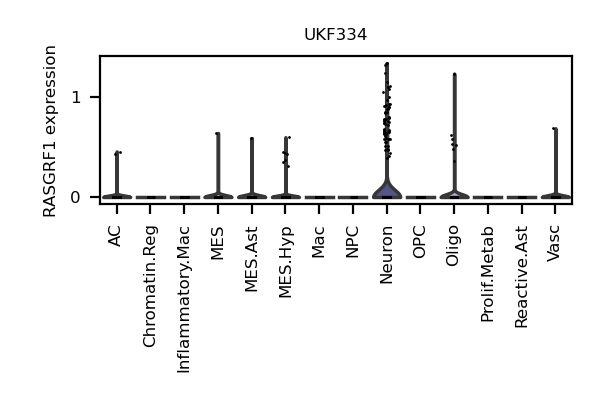 UKF334
RASGRF1 expression
1
0
AC
Chromatin.Reg
Inflammatory.Mac
MES
MES.Ast
MES.Hyp
Mac
NPC
Neuron
OPC
Oligo
Prolif.Metab
Reactive.Ast
Vasc